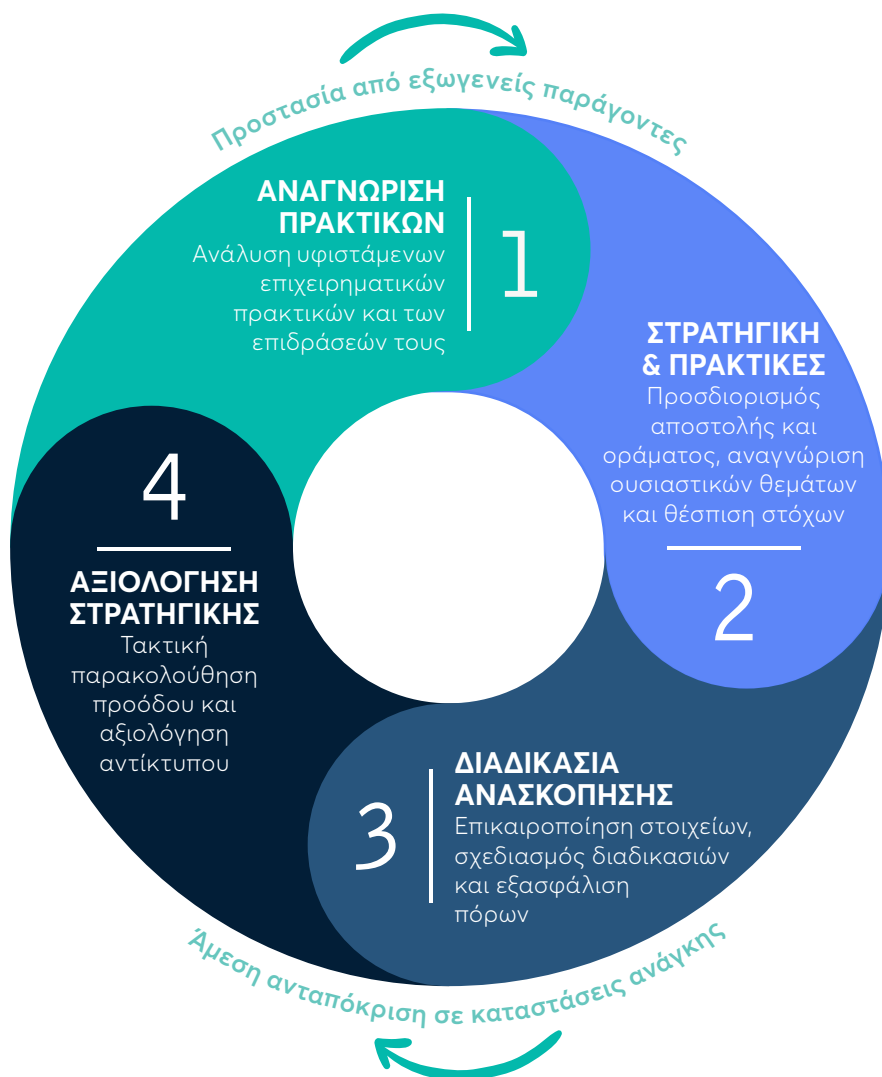 Προστασία από εξωγενείς παράγοντες
ΑΝΑΓΝΩΡΙΣΗ
ΠΡΑΚΤΙΚΩΝ
Ανάλυση υφιστάμενων
επιχειρηματικών
πρακτικών και των
επιδράσεών τους
1
ΣΤΡΑΤΗΓΙΚΗ
& ΠΡΑΚΤΙΚΕΣ
Προσδιορισμός
αποστολής και
οράματος, αναγνώριση
ουσιαστικών θεμάτων
και θέσπιση στόχων
2
ΔΙΑΔΙΚΑΣΙΑ
ΑΝΑΣΚΟΠΗΣΗΣ
Επικαιροποίηση στοιχείων,
σχεδιασμός διαδικασιών
και εξασφάλιση
πόρων
3
4
ΑΞΙΟΛΟΓΗΣΗ
ΣΤΡΑΤΗΓΙΚΗΣ
Τακτική
παρακολούθηση
προόδου και
αξιολόγηση
αντίκτυπου
Άμεση ανταπόκριση σε καταστάσεις ανάγκης